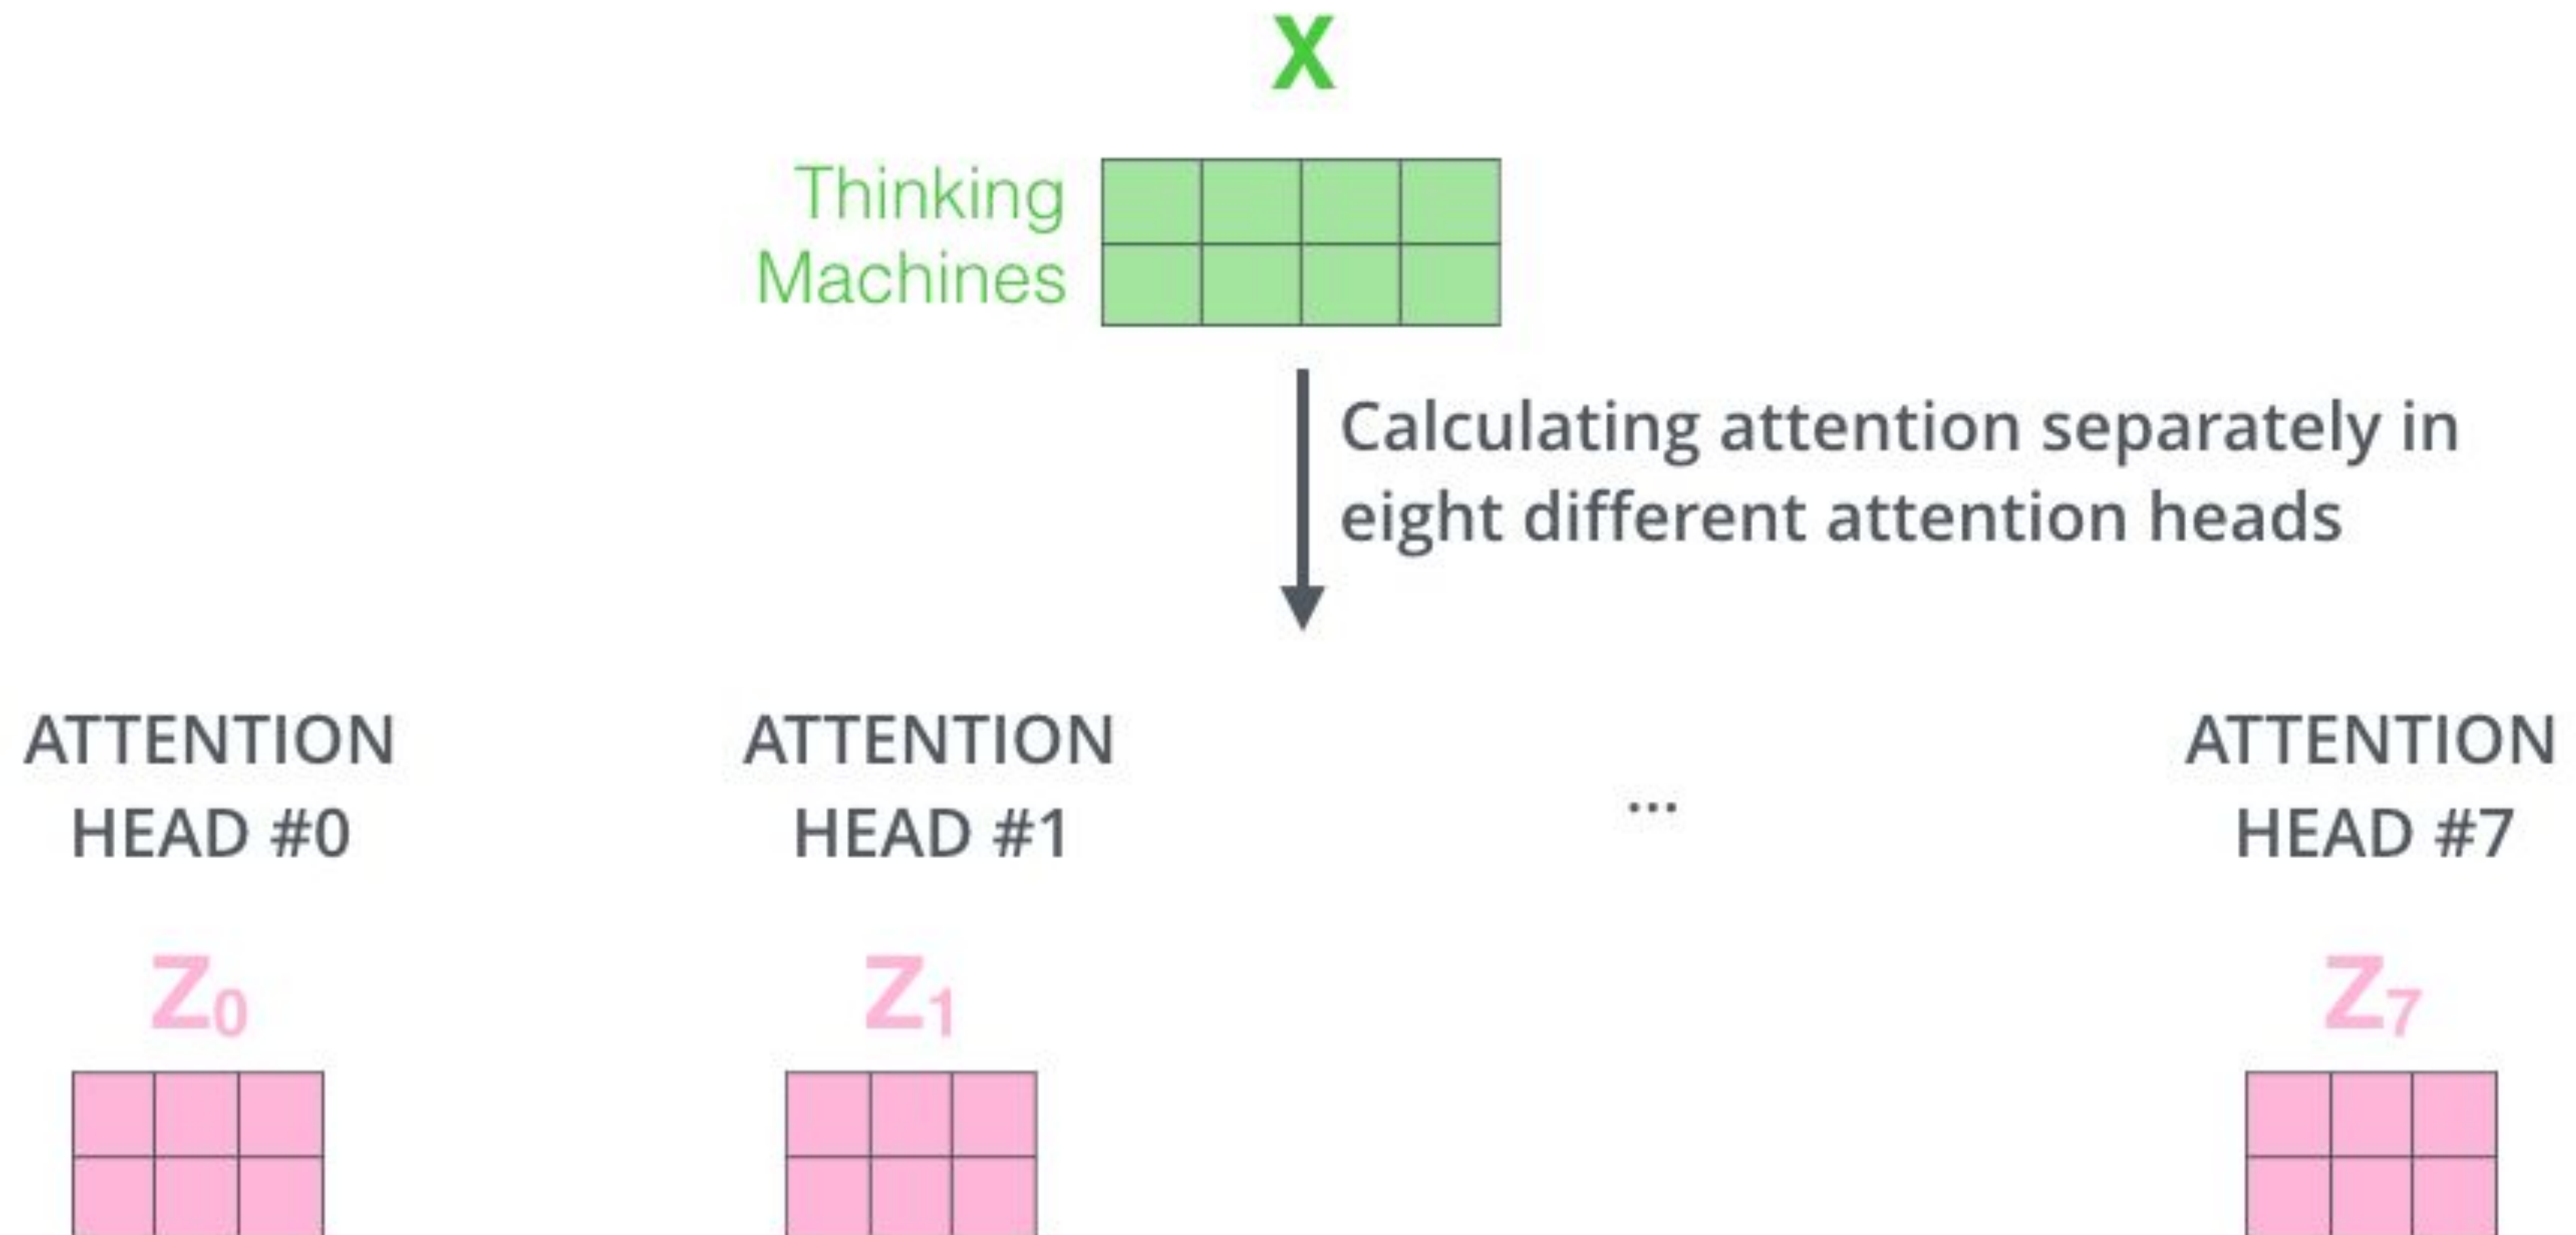 X
Thinking
Machines
Calculating attention separately in
eight different attention heads
ATTENTION
HEAD #0
ATTENTION
HEAD #1
...
ATTENTION
HEAD #7
Z0
Z1
Z7